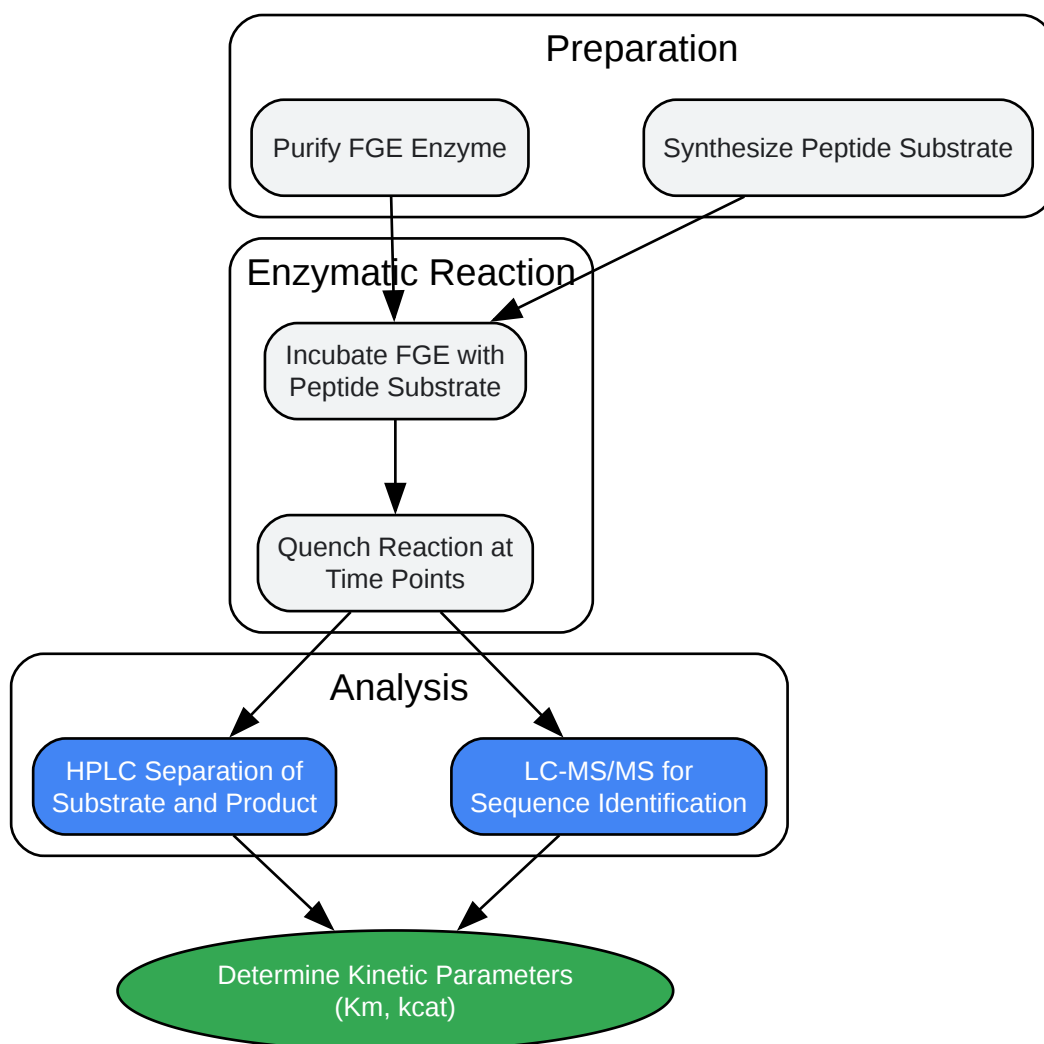 Preparation
Purify FGE Enzyme
Synthesize Peptide Substrate
Enzymatic Reaction
Incubate FGE with
Peptide Substrate
Quench Reaction at
Time Points
Analysis
HPLC Separation of
Substrate and Product
LC-MS/MS for
Sequence Identification
Determine Kinetic Parameters
(Km, kcat)